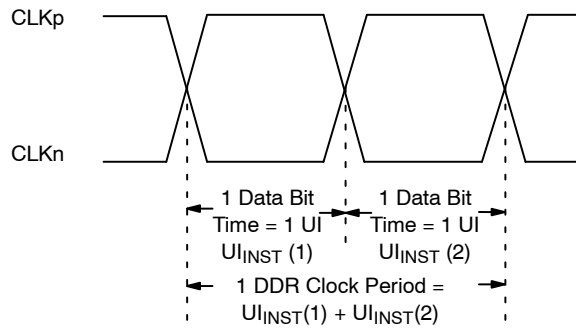 CLKp
CLKn
1 Data Bit
Time = 1 UI
UIINST (1)
1 Data Bit
Time = 1 UI
UIINST (2)
1 DDR Clock Period =
UIINST(1) + UIINST(2)